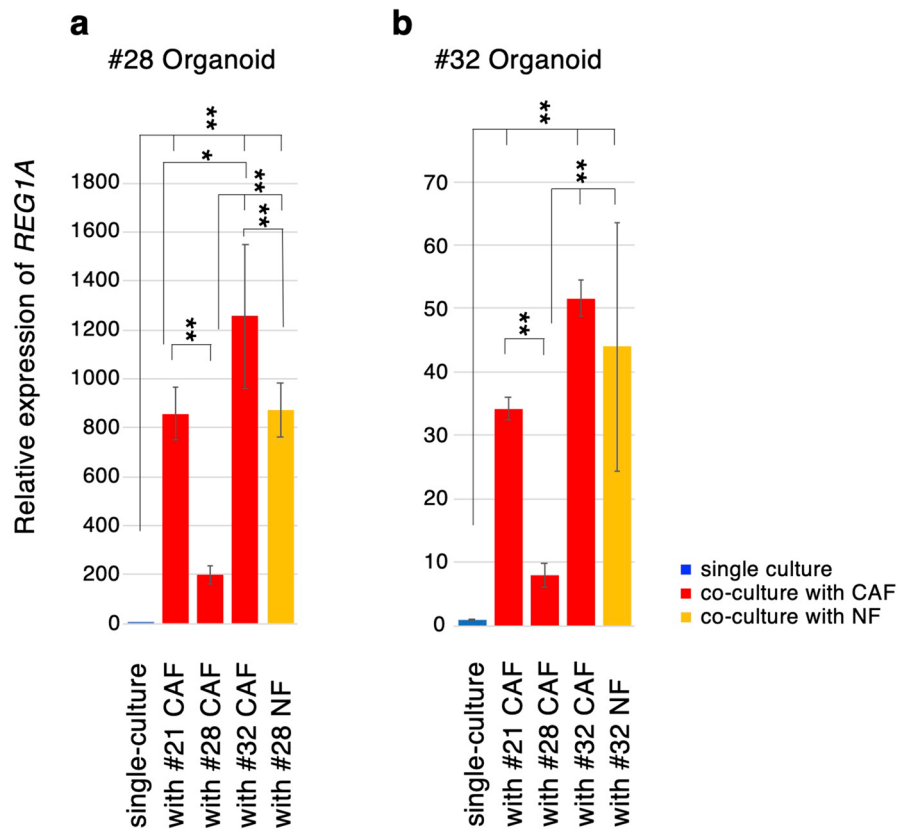 a
#28 Organoid
Relative expression of REG1A
**
*
**
**
**
1800
1600
1400
1200
1000
800
600
400
200
0
single-culture
with #21 CAF
with #28 CAF
with #32 CAF
with #28 NF
b
#32 Organoid
**
**
**
70
60
50
40
30
20
10
0
single-culture
with #21 CAF
with #28 CAF
with #32 CAF
with #32 NF
single culture
co-culture with CAF
co-culture with NF